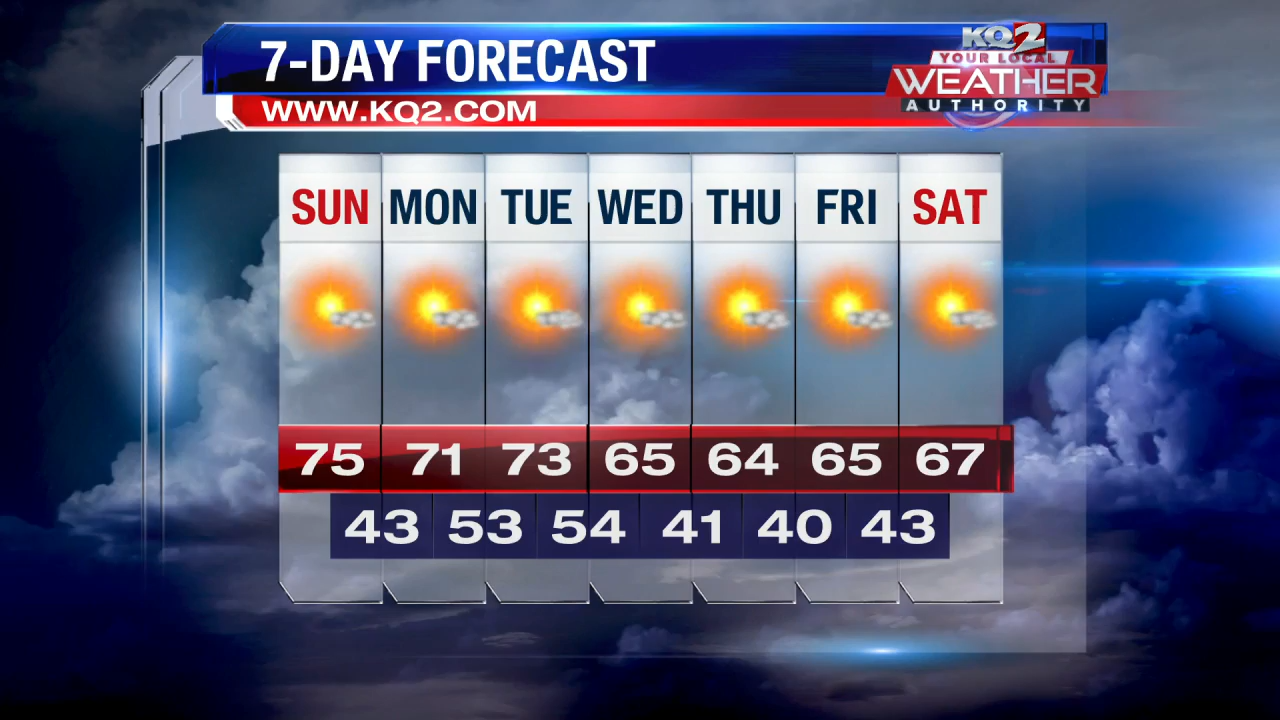 7-DAY FORECAST
WWW.KQ2.COM
KQ2
YOUR LOCAL
WEATHER
AUTHORITY
SUN MON TUE WED THU FRI SAT
75 71 73 65 64 65 67
43 53 54 41 40 43